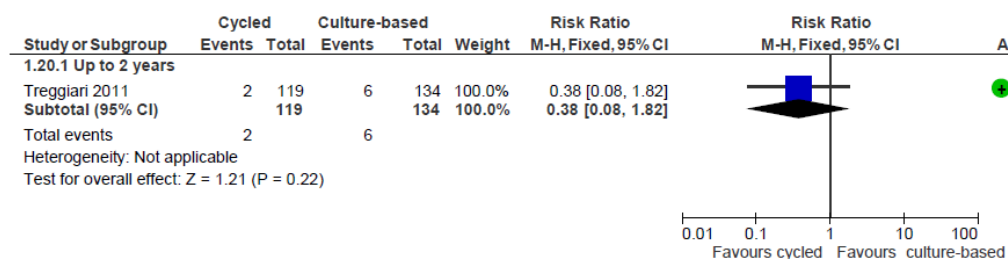 Cycled Culture-based Risk Ratio Risk Ratio
Study or Subgroup Events Total Events Total Weight M-H, Fixed, 95% CI M-H, Fixed, 95% CI A
1.20.1 Up to 2 years
Treggiari 2011 2 119 6 134 100.0% 0.38 [0.08, 1.82] +
Subtotal (95% CI) 119 134 100.0% 0.38 [0.08, 1.82]
Total events 2 6
Heterogeneity: Not applicable
Test for overall effect: Z = 1.21 (P = 0.22)
0.01 0.1 1 10 100
Favours cycled Favours culture-based